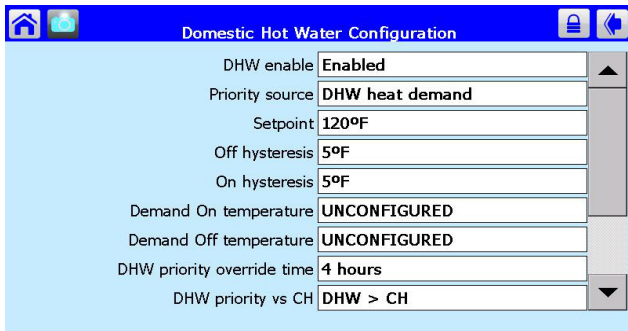 Domestic Hot Water Configuration
DHW enable Enabled
Priority source DHW heat demand
Setpoint 120ºF
Off hysteresis 5ºF
On hysteresis 5ºF
Demand On temperature UNCONFIGURED
Demand Off temperature UNCONFIGURED
DHW priority override time 4 hours
DHW priority vs CH DHW > CH